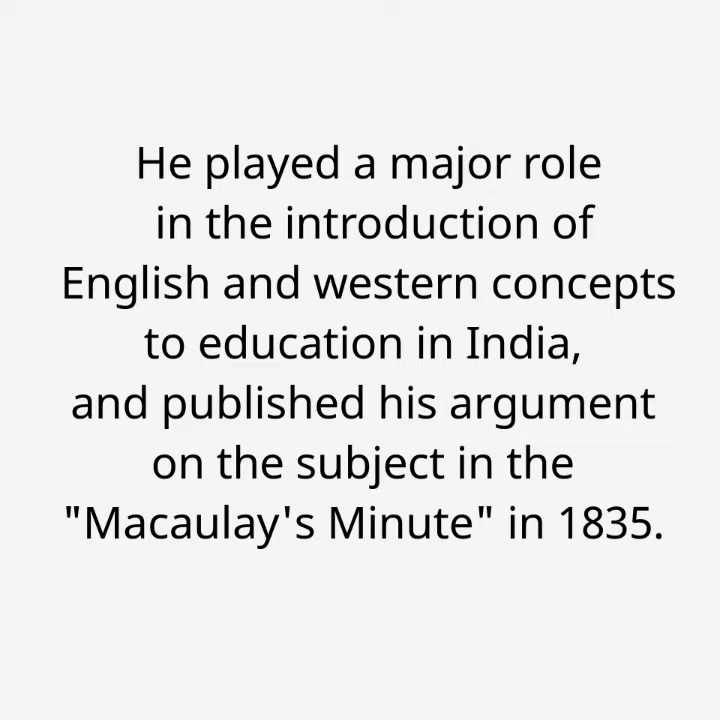 He played a major role
in the introduction of
English and western concepts
to education in India,
and published his argument
on the subject in the
"Macaulay's Minute" in 1835.